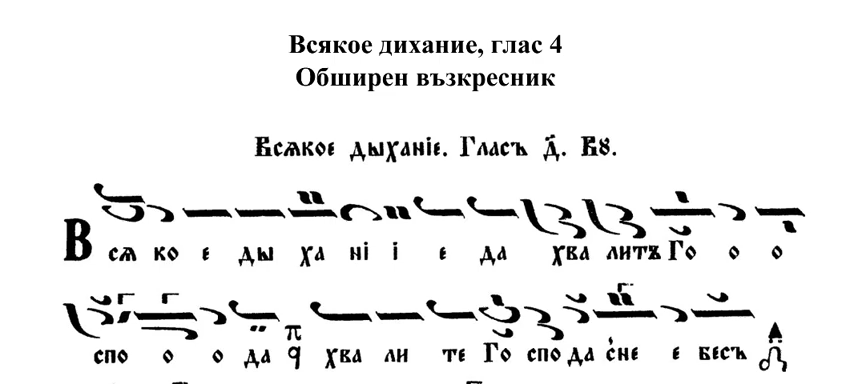 Всякое дихание, глас 4
Обширен възкресник
Всѧкое дыханіе. Гласъ д҃. Вꙋ.
Всѧ ко е ды ха ні і е да хва литъ Го о о
спо о о да хва ли те Го спо да с не е бесъ